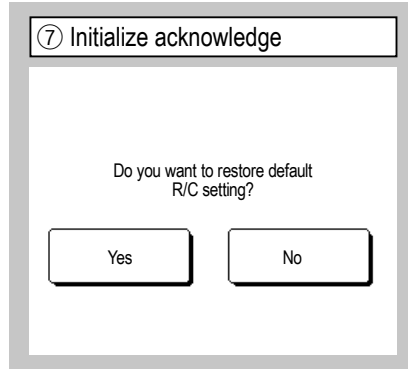 ⑦ Initialize acknowledge
Do you want to restore default
R/C setting?
Yes
No